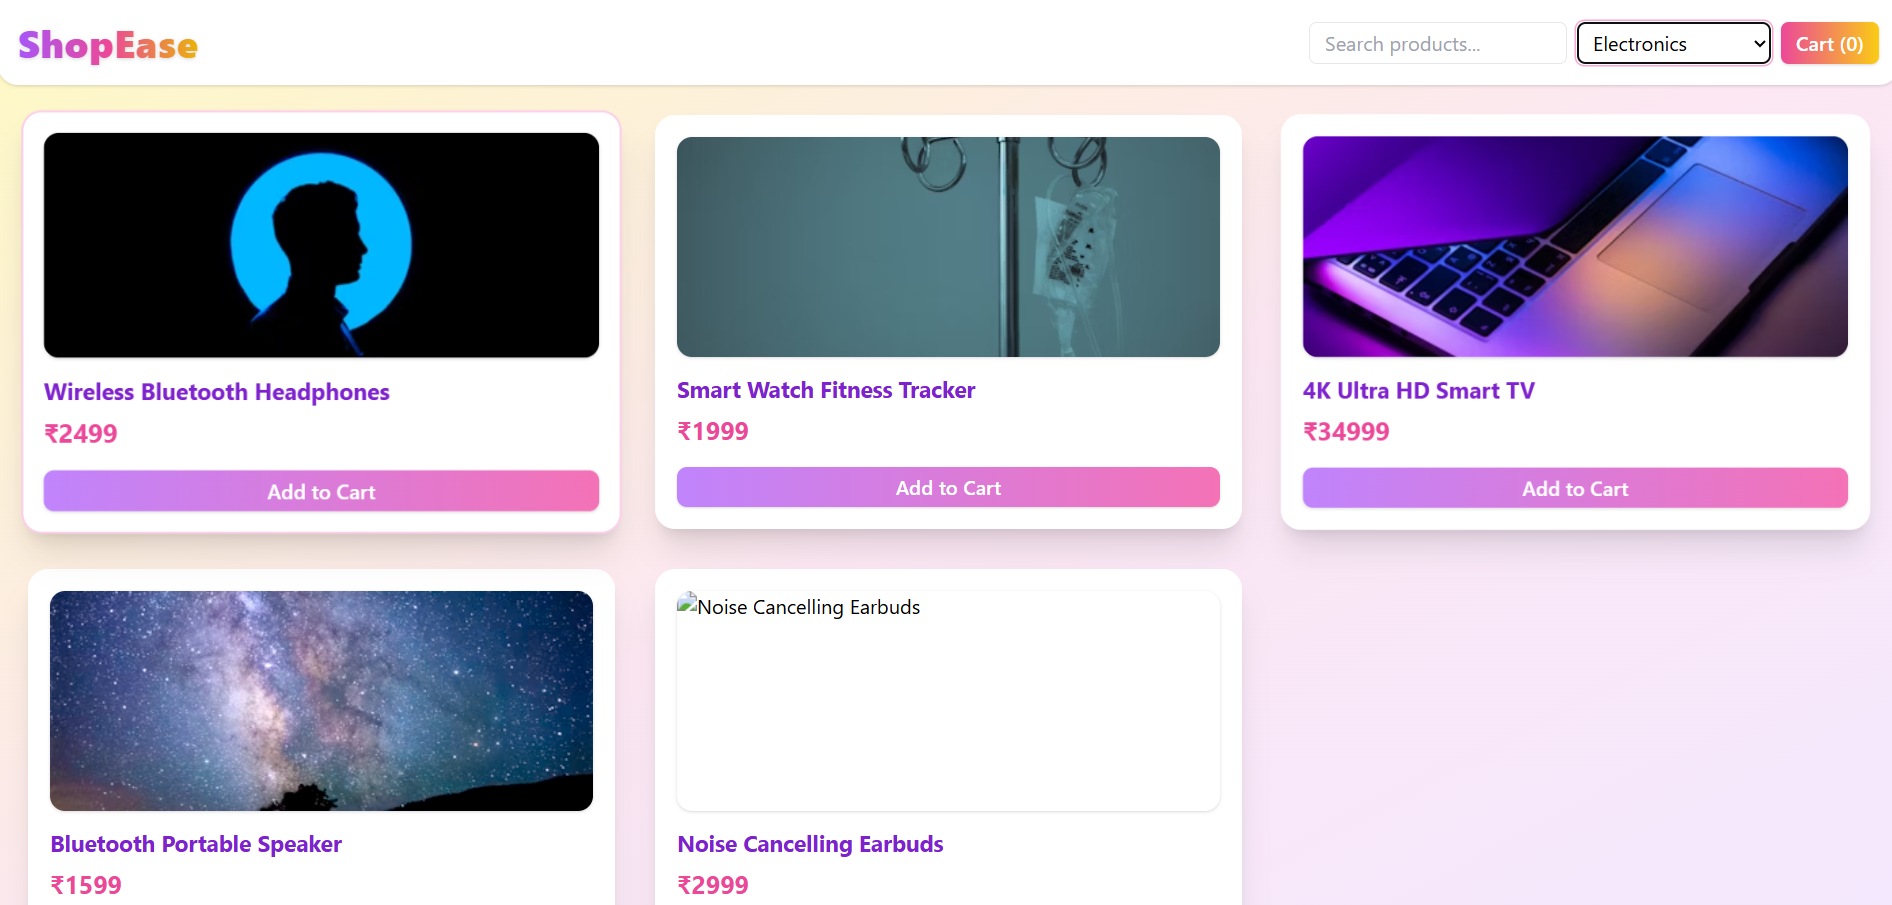 ShopEase
Search products...
Electronics
Cart (0)
Wireless Bluetooth Headphones
₹2499
Add to Cart
Smart Watch Fitness Tracker
₹1999
Add to Cart
4K Ultra HD Smart TV
₹34999
Add to Cart
Bluetooth Portable Speaker
₹1599
Noise Cancelling Earbuds
Noise Cancelling Earbuds
₹2999